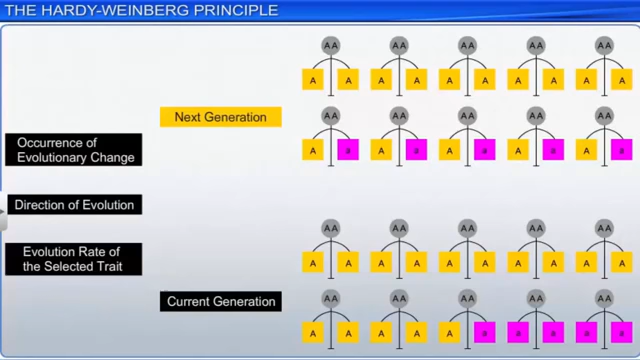 THE HARDY-WEINBERG PRINCIPLE
AA AA AA AA AA
A A A A A A A A A A
Next Generation
AA AA AA AA AA
A a A a A a A a A a
Occurrence of
Evolutionary Change
Direction of Evolution
AA AA AA AA AA
A A A A A A A A A A
Evolution Rate of
the Selected Trait
Current Generation
AA AA AA AA AA
A A A A A a a a a a